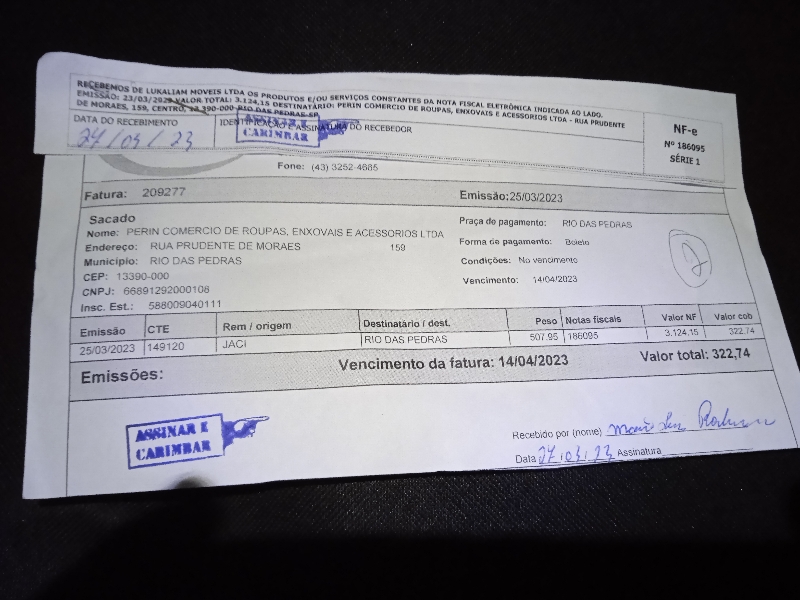 RECEBEMOS DE LUKALIAM MOVEIS LTDA OS PRODUTOS E/OU SERVIÇOS CONSTANTES DA NOTA FISCAL ELETRÔNICA INDICADA AO LADO.
EMISSÃO: 23/03/2023 VALOR TOTAL: 3.124,15 DESTINATÁRIO: PERIN COMERCIO DE ROUPAS, ENXOVAIS E ACESSORIOS LTDA - RUA PRUDENTE
DE MORAES, 159, CENTRO, 13.390-000 RIO DAS PEDRAS-SP
DATA DO RECEBIMENTO
IDENTIFICAÇÃO E ASSINATURA DO RECEBEDOR
27/03/23
ASSINAR E
CARIMBAR
NF-e
Nº 186095
SÉRIE 1
Fone: (43) 3252-4685
Fatura: 209277
Emissão:25/03/2023
Sacado
Nome: PERIN COMERCIO DE ROUPAS, ENXOVAIS E ACESSORIOS LTDA
Endereço: RUA PRUDENTE DE MORAES 159
Município: RIO DAS PEDRAS
CEP: 13390-000
CNPJ: 66891292000108
Insc. Est.: 588009040111
Praça de pagamento: RIO DAS PEDRAS
Forma de pagamento: Boleto
Condições: No vencimento
Vencimento: 14/04/2023
2
Emissão CTE Rem / origem Destinatário / dest. Peso Notas fiscais Valor NF Valor cob
25/03/2023 149120 JACI RIO DAS PEDRAS 507.95 186095 3.124,15 322.74
Emissões: Vencimento da fatura: 14/04/2023 Valor total: 322,74
ASSINAR E
CARIMBAR
Recebido por (nome)
Data 27/03/23 Assinatura